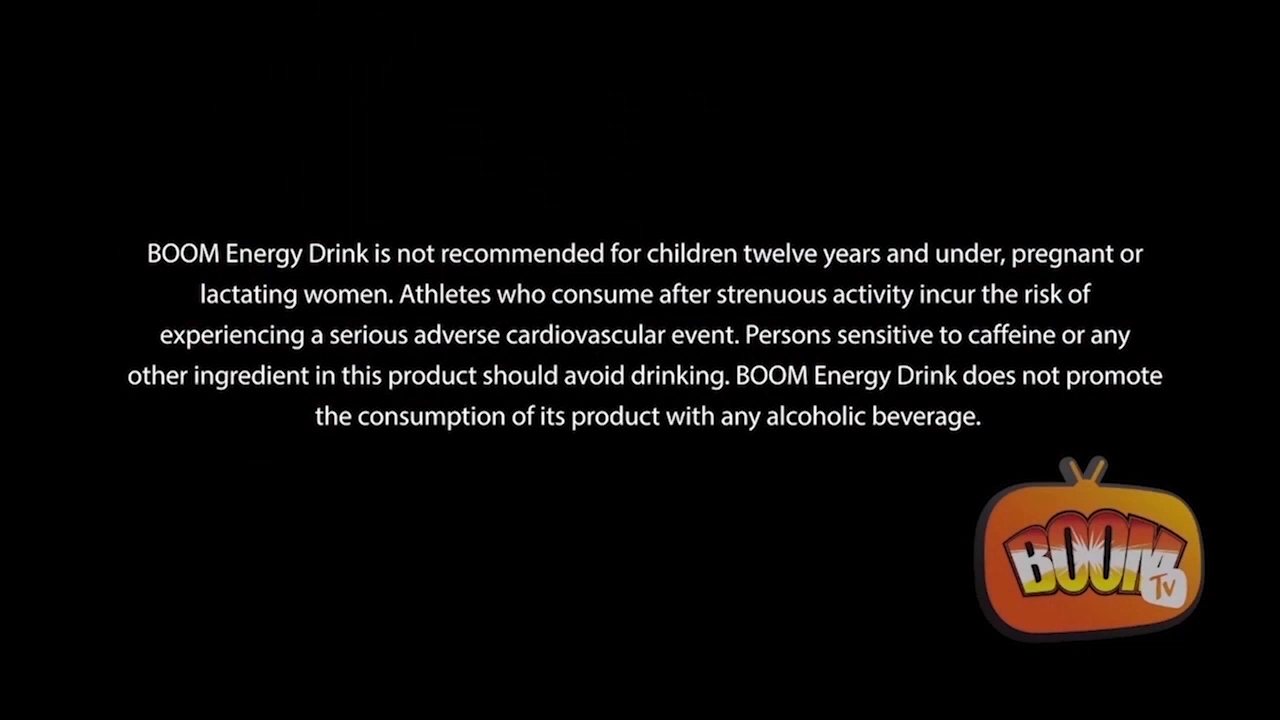 BOOM Energy Drink is not recommended for children twelve years and under, pregnant or
lactating women. Athletes who consume after strenuous activity incur the risk of
experiencing a serious adverse cardiovascular event. Persons sensitive to caffeine or any
other ingredient in this product should avoid drinking. BOOM Energy Drink does not promote
the consumption of its product with any alcoholic beverage.
BOOM
Tv